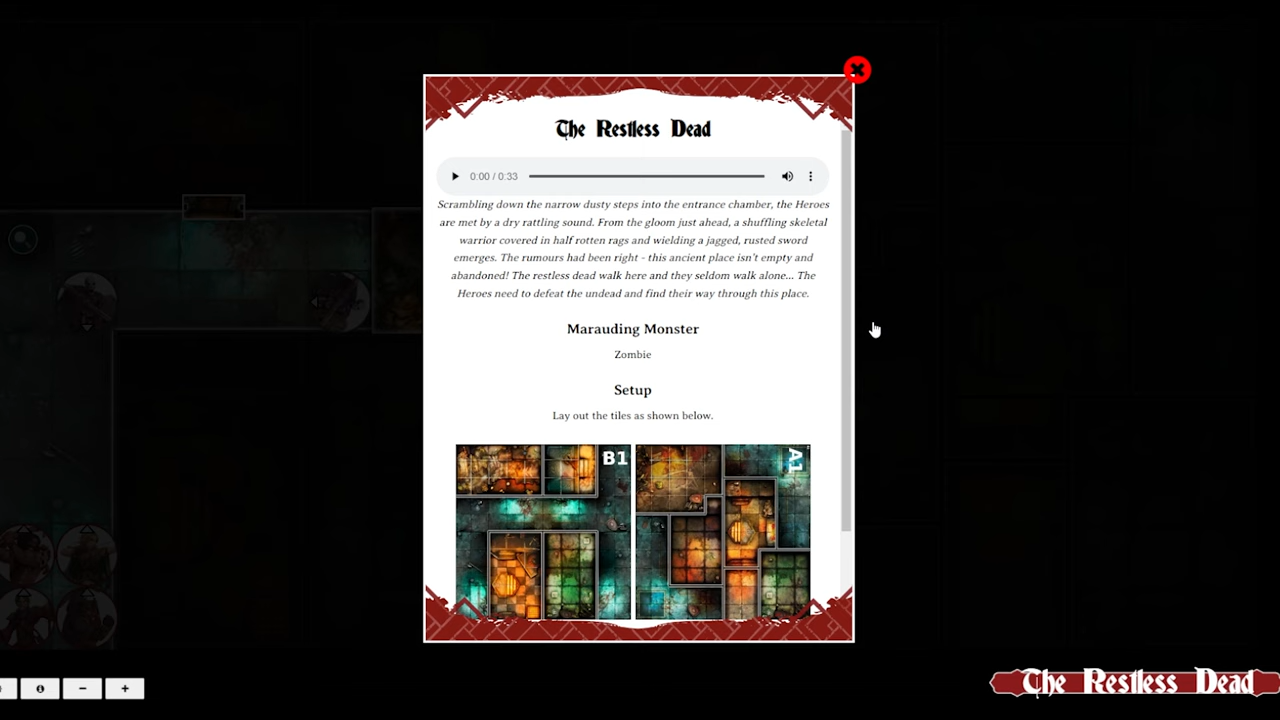 The Restless Dead
0:00 / 0:33
Scrambling down the narrow dusty steps into the entrance chamber, the Heroes
are met by a dry rattling sound. From the gloom just ahead, a shuffling skeletal
warrior covered in half rotten rags and wielding a jagged, rusted sword
emerges. The rumours had been right - this ancient place isn't empty and
abandoned! The restless dead walk here and they seldom walk alone... The
Heroes need to defeat the undead and find their way through this place.
Marauding Monster
Zombie
Setup
Lay out the tiles as shown below.
B1
A1
The Restless Dead